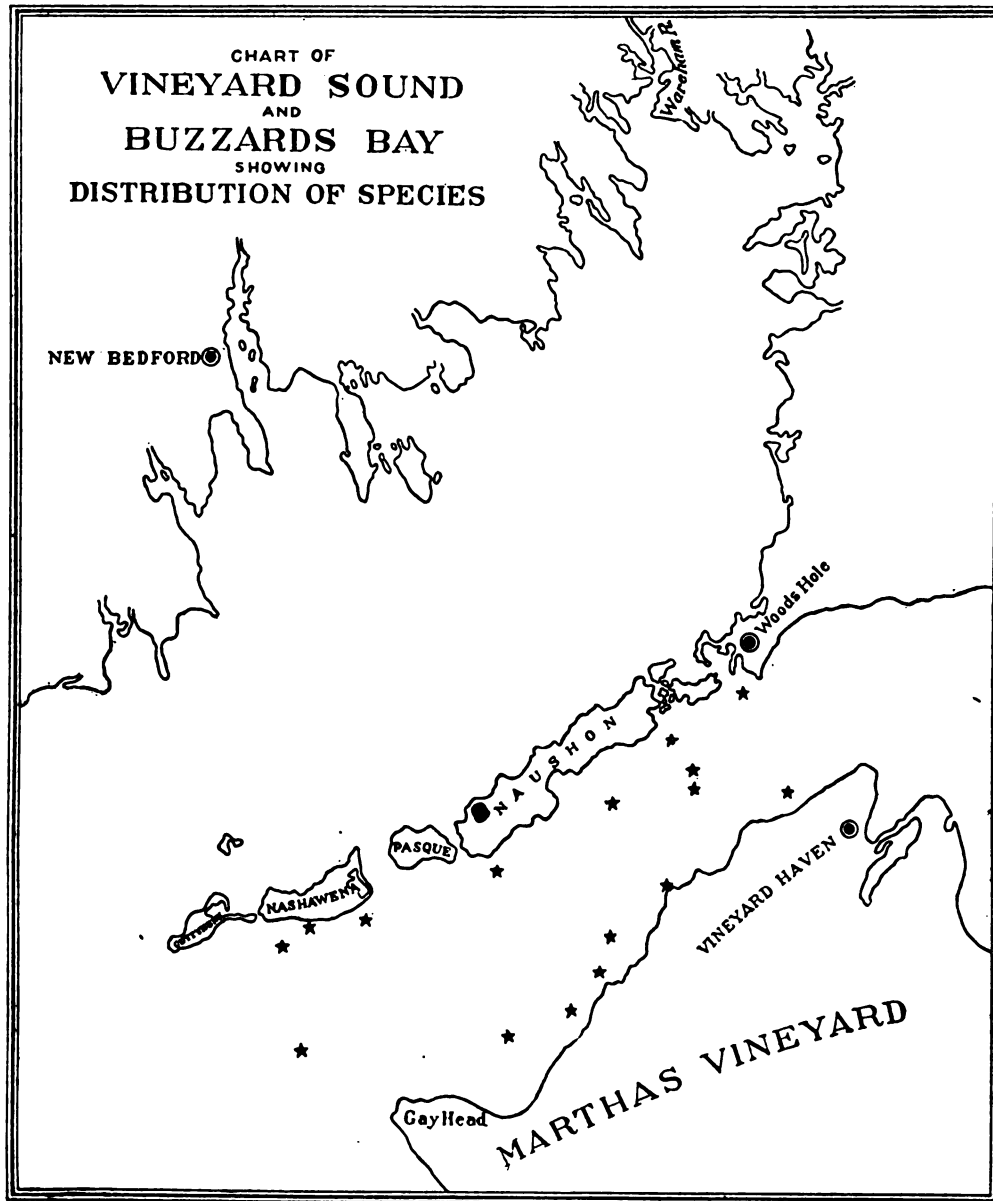 CHART OF
VINEYARD SOUND
AND
BUZZARDS BAY
SHOWING
DISTRIBUTION OF SPECIES
Wareham R.
NEW BEDFORD
Woods Hole
NAUSHON
PASQUE
NASHAWENA
VINEYARD HAVEN
MARTHAS VINEYARD
Gay Head